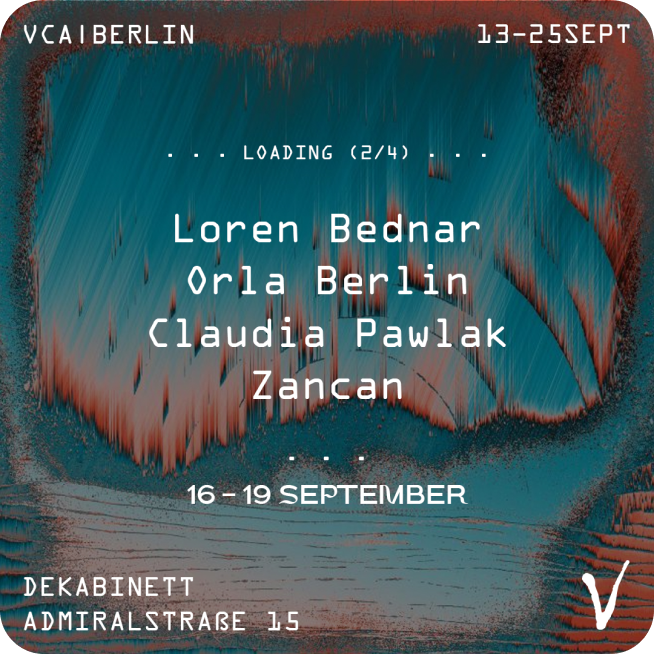 VCA|BERLIN
13-25SEPT
. . . LOADING (2/4) . . .
Loren Bednar
Orla Berlin
Claudia Pawlak
Zancan
. . .
16 – 19 SEPTEMBER
DEKABINETT
ADMIRALSTRAßE 15
V